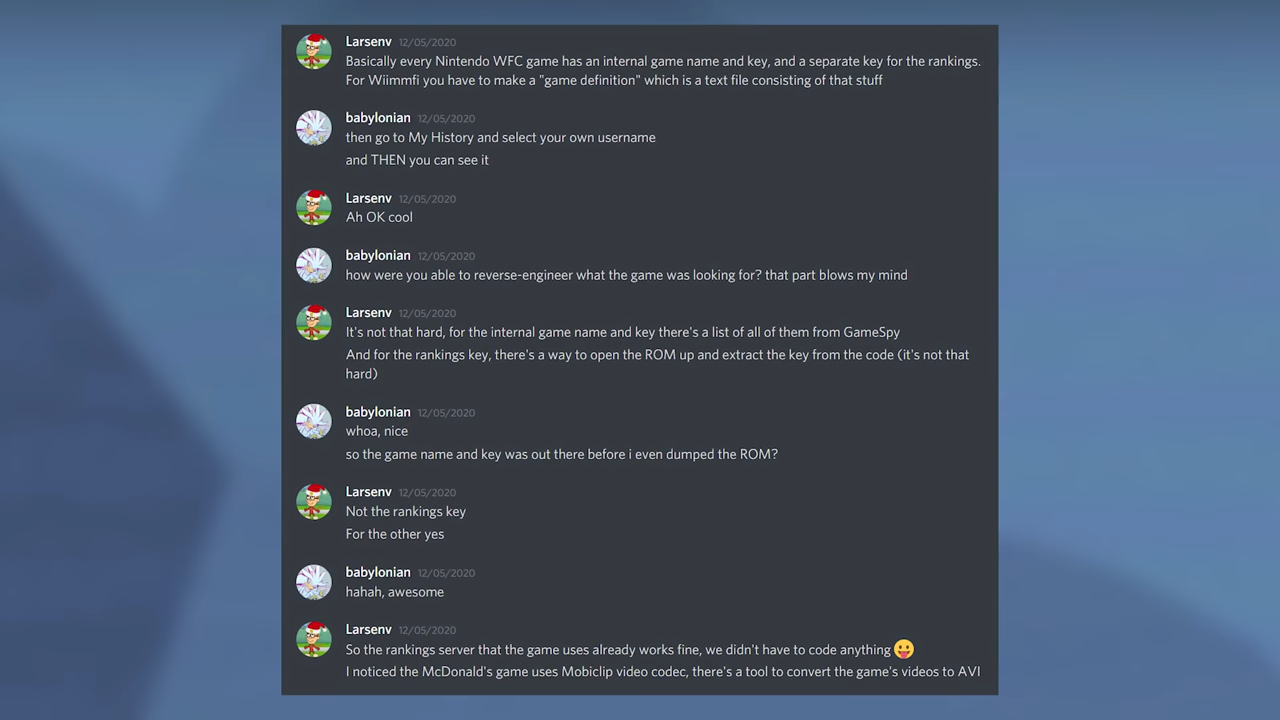 Larsenv 12/05/2020
Basically every Nintendo WFC game has an internal game name and key, and a separate key for the rankings.
For Wiimmfi you have to make a "game definition" which is a text file consisting of that stuff
babylonian 12/05/2020
then go to My History and select your own username
and THEN you can see it
Larsenv 12/05/2020
Ah OK cool
babylonian 12/05/2020
how were you able to reverse-engineer what the game was looking for? that part blows my mind
Larsenv 12/05/2020
It's not that hard, for the internal game name and key there's a list of all of them from GameSpy
And for the rankings key, there's a way to open the ROM up and extract the key from the code (it's not that
hard)
babylonian 12/05/2020
whoa, nice
so the game name and key was out there before i even dumped the ROM?
Larsenv 12/05/2020
Not the rankings key
For the other yes
babylonian 12/05/2020
hahah, awesome
Larsenv 12/05/2020
So the rankings server that the game uses already works fine, we didn't have to code anything 😛
I noticed the McDonald's game uses Mobiclip video codec, there's a tool to convert the game's videos to AVI